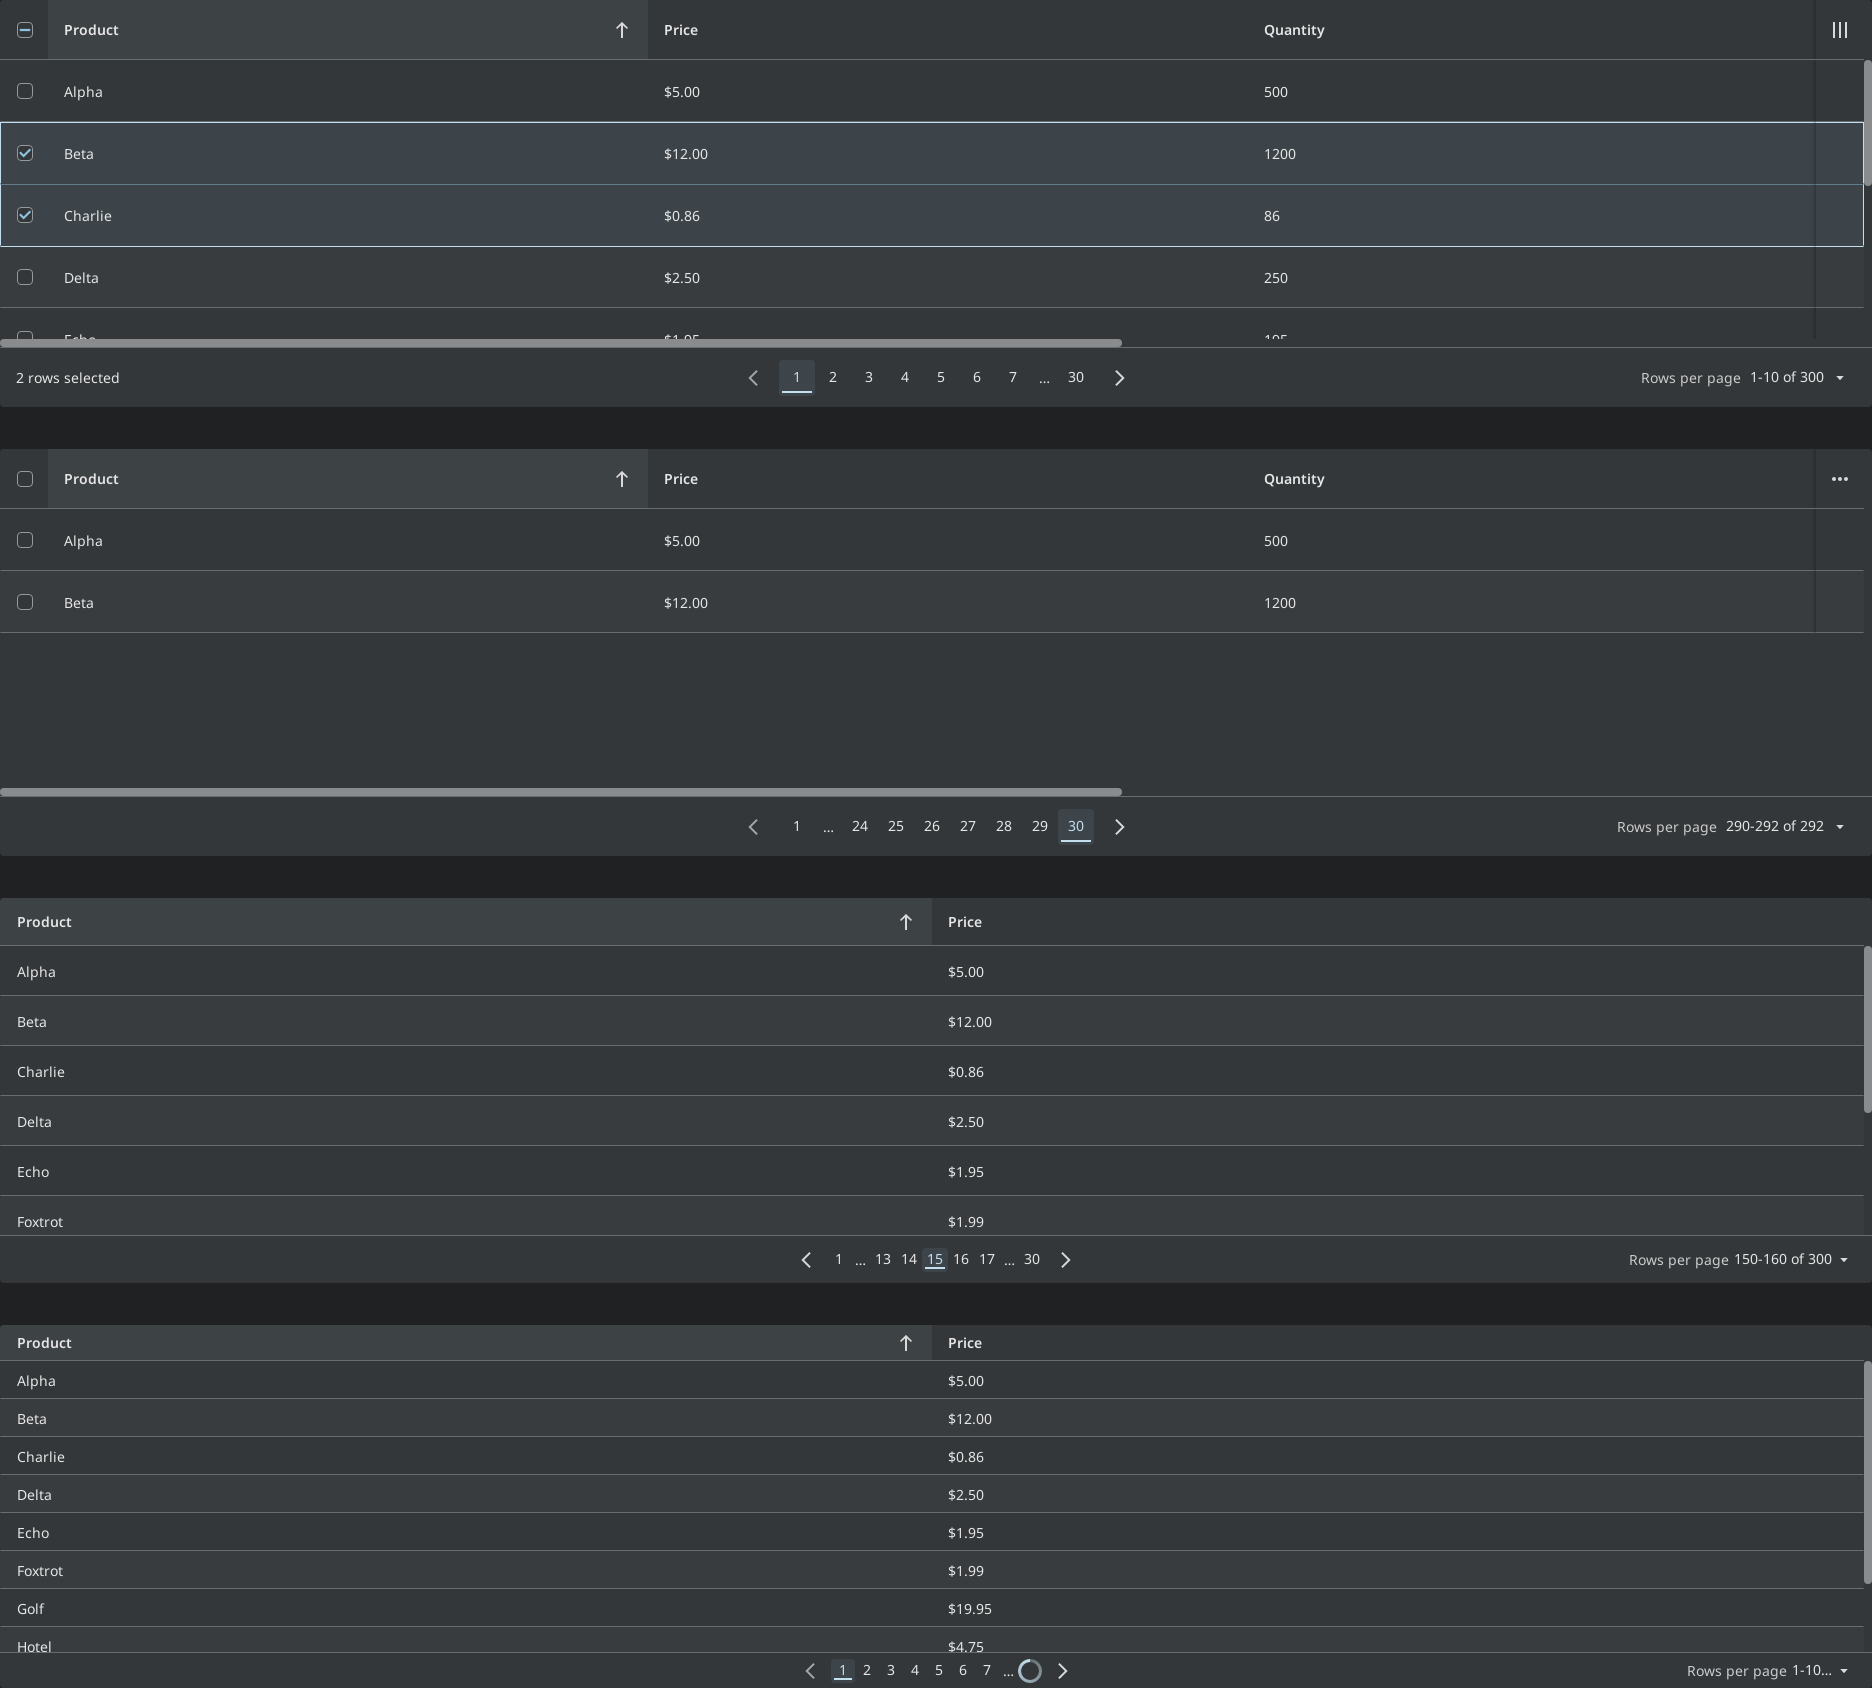 Product Price Quantity
Alpha $5.00 500
Beta $12.00 1200
Charlie $0.86 86
Delta $2.50 250
Echo $1.95 195
2 rows selected 1 2 3 4 5 6 7 ... 30 Rows per page 1-10 of 300
Product Price Quantity
Alpha $5.00 500
Beta $12.00 1200
1 ... 24 25 26 27 28 29 30 Rows per page 290-292 of 292
Product Price
Alpha $5.00
Beta $12.00
Charlie $0.86
Delta $2.50
Echo $1.95
Foxtrot $1.99
1 ... 13 14 15 16 17 ... 30 Rows per page 150-160 of 300
Product Price
Alpha $5.00
Beta $12.00
Charlie $0.86
Delta $2.50
Echo $1.95
Foxtrot $1.99
Golf $19.95
Hotel $4.75
1 2 3 4 5 6 7 ... Rows per page 1-10...